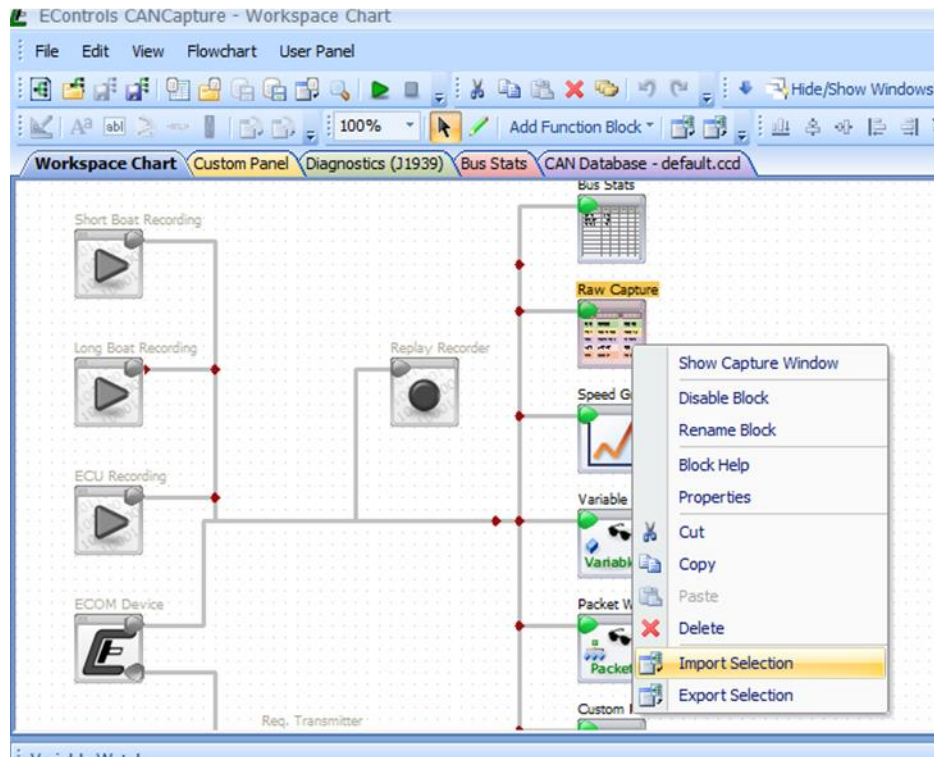 EControls CANCapture - Workspace Chart
File Edit View Flowchart User Panel
Hide/Show Windows
100% Add Function Block
Workspace Chart Custom Panel Diagnostics (J1939) Bus Stats CAN Database - default.ccd
Bus Stats
Short Boat Recording
Raw Capture
Long Boat Recording
Replay Recorder
Show Capture Window
Disable Block
Rename Block
Block Help
Properties
Cut
Copy
Paste
Delete
Import Selection
Export Selection
Speed
ECU Recording
Variable
ECOM Device
Packet
Packet
Custom
Req. Transmitter